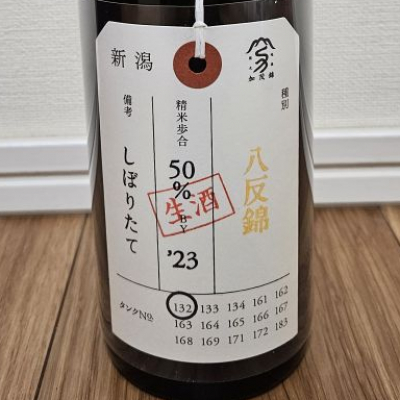 加茂錦
種別
八反錦
精米歩合
50%
BY
'23
生酒
新潟
備考
しぼりたて
タンクNo.
132 133 134 161 162
163 164 165 166 167
168 169 171 172 183